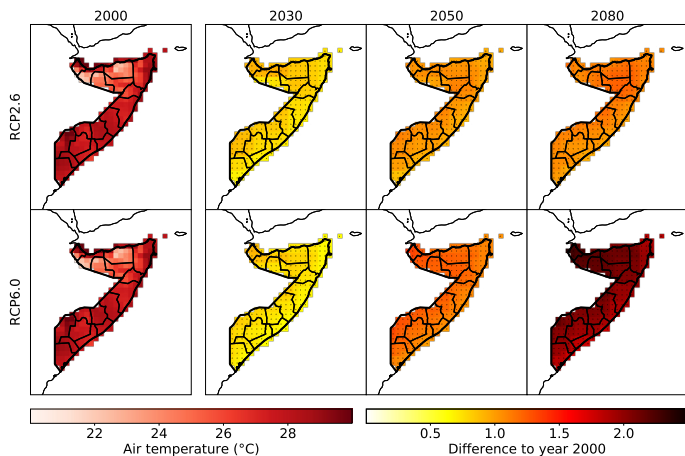 2000 2030 2050 2080
RCP2.6
RCP6.0
22 24 26 28 0.5 1.0 1.5 2.0
Air temperature (°C) Difference to year 2000